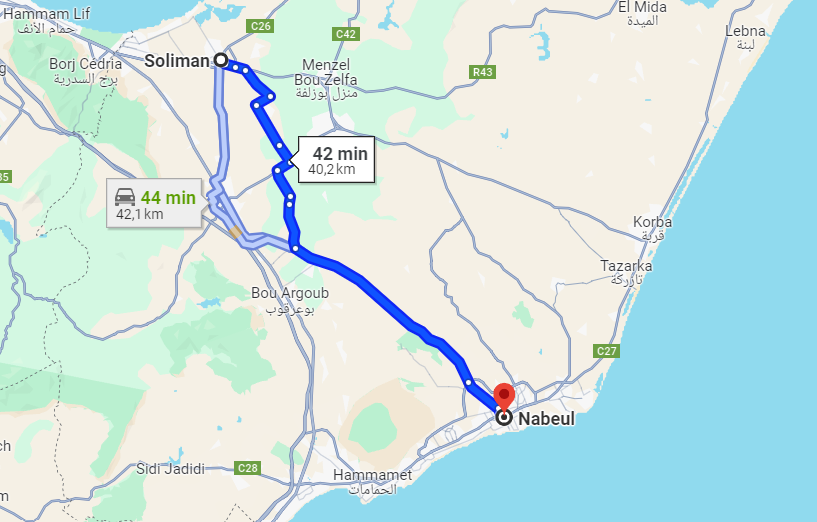 Hammam Lif
حمام الأنف
C26
El Mida
الميدة
C42
Lebna
لبنة
Soliman
Borj Cédria
برج السدرية
Menzel
Bou Zelfa
منزل بوزلفة
R43
42 min
40,2 km
35
44 min
42,1 km
Korba
قربة
Tazarka
تازركة
Bou Argoub
بوعرقوب
C27
Nabeul
ch
Sidi Jadidi
C28
Hammamet
الحمامات
m